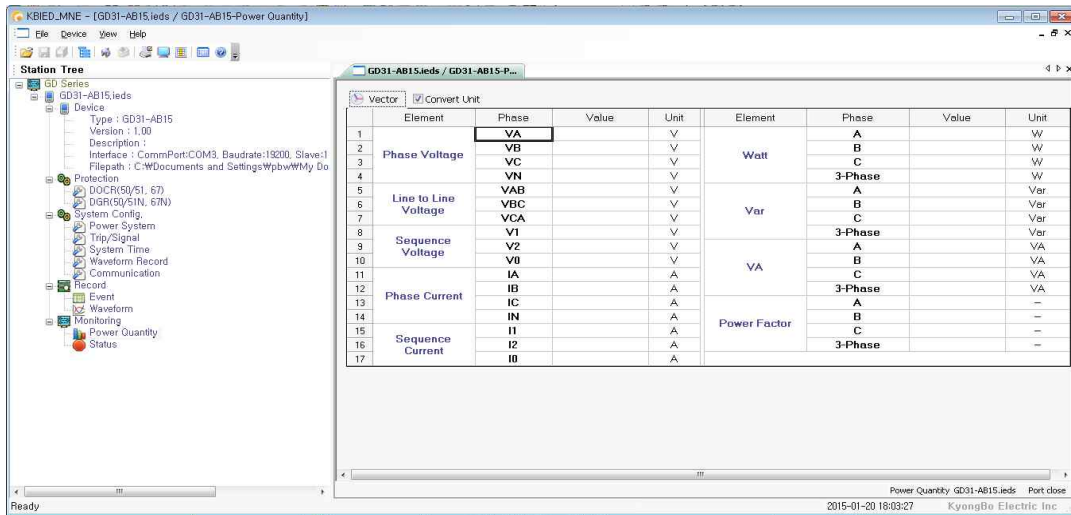 KBIED_MNE - [GD31-AB15.ieds / GD31-AB15-Power Quantity]
File Device View Help
Station Tree
GD Series
GD31-AB15.ieds
Device
Type : GD31-AB15
Version : 1.00
Description :
Interface : CommPort:COM3, Baudrate:19200, Slave:1
Filepath : C:₩Documents and Settings₩pbw₩My Do
Protection
DOCR(50/51, 67)
DGR(50/51N, 67N)
System Config.
Power System
Trip/Signal
System Time
Waveform Record
Communication
Record
Event
Waveform
Monitoring
Power Quantity
Status
GD31-AB15.ieds / GD31-AB15-P...
Vector Convert Unit
Element Phase Value Unit Element Phase Value Unit
1 Phase Voltage VA V Watt A W
2 VB V B W
3 VC V C W
4 VN V 3-Phase W
5 Line to Line Voltage VAB V Var A Var
6 VBC V B Var
7 VCA V C Var
8 Sequence Voltage V1 V 3-Phase Var
9 V2 V VA A VA
10 V0 V B VA
11 Phase Current IA A C VA
12 IB A 3-Phase VA
13 IC A Power Factor A -
14 IN A B -
15 Sequence Current I1 A C -
16 I2 A 3-Phase -
17 I0 A
Power Quantity GD31-AB15.ieds Port close
Ready 2015-01-20 18:03:27 KyongBo Electric Inc